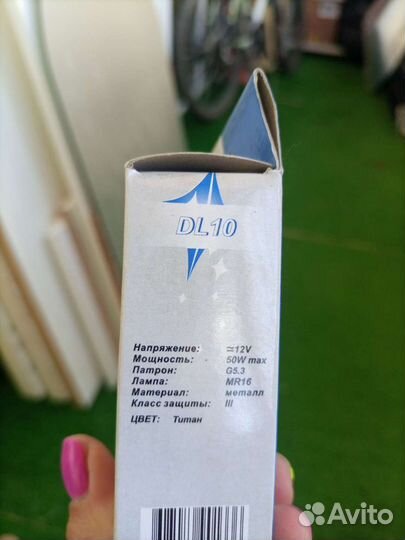 DL10
Напряжение: ≃12V
Мощность: 50W max
Патрон: G5.3
Лампа: MR16
Материал: металл
Класс защиты: III
ЦВЕТ: Титан
Avito